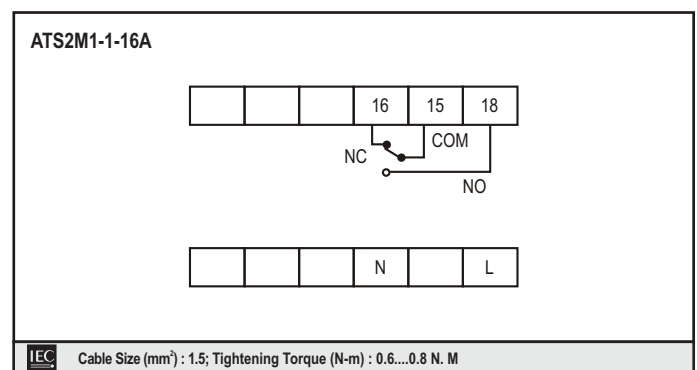 ATS2M1-1-16A
16 15 18
NC COM
NO
N L
IEC Cable Size (mm²) : 1.5; Tightening Torque (N-m) : 0.6....0.8 N. M